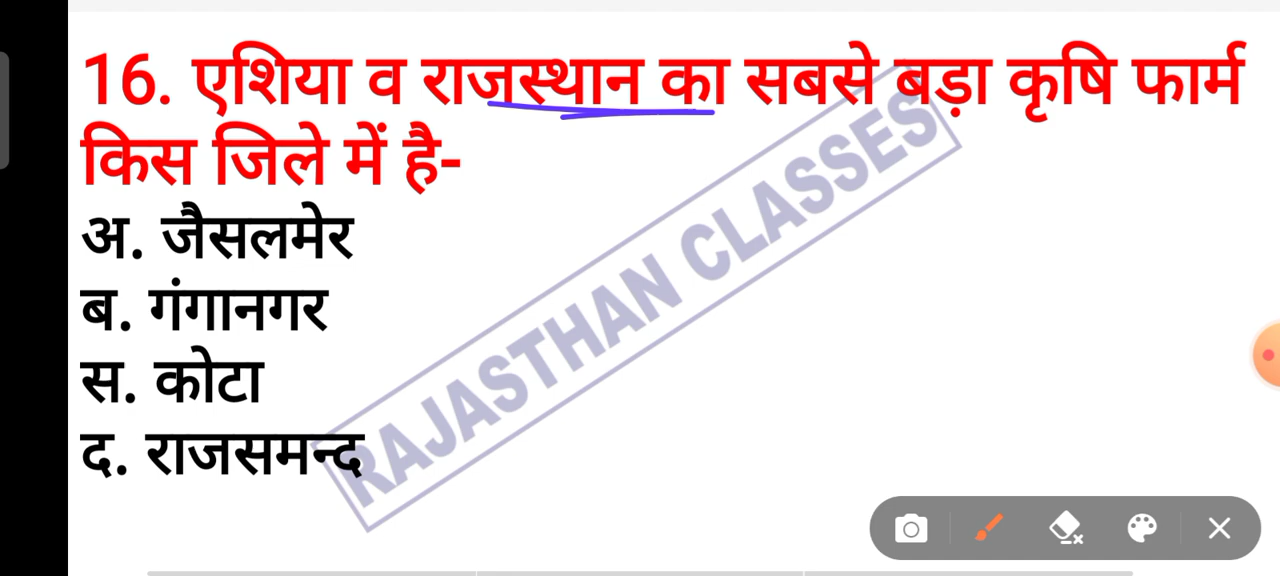 16. एशिया व राजस्थान का सबसे बड़ा कृषि फार्म
किस जिले में है-
अ. जैसलमेर
ब. गंगानगर
स. कोटा
द. राजसमन्द
RAJASTHAN CLASSES